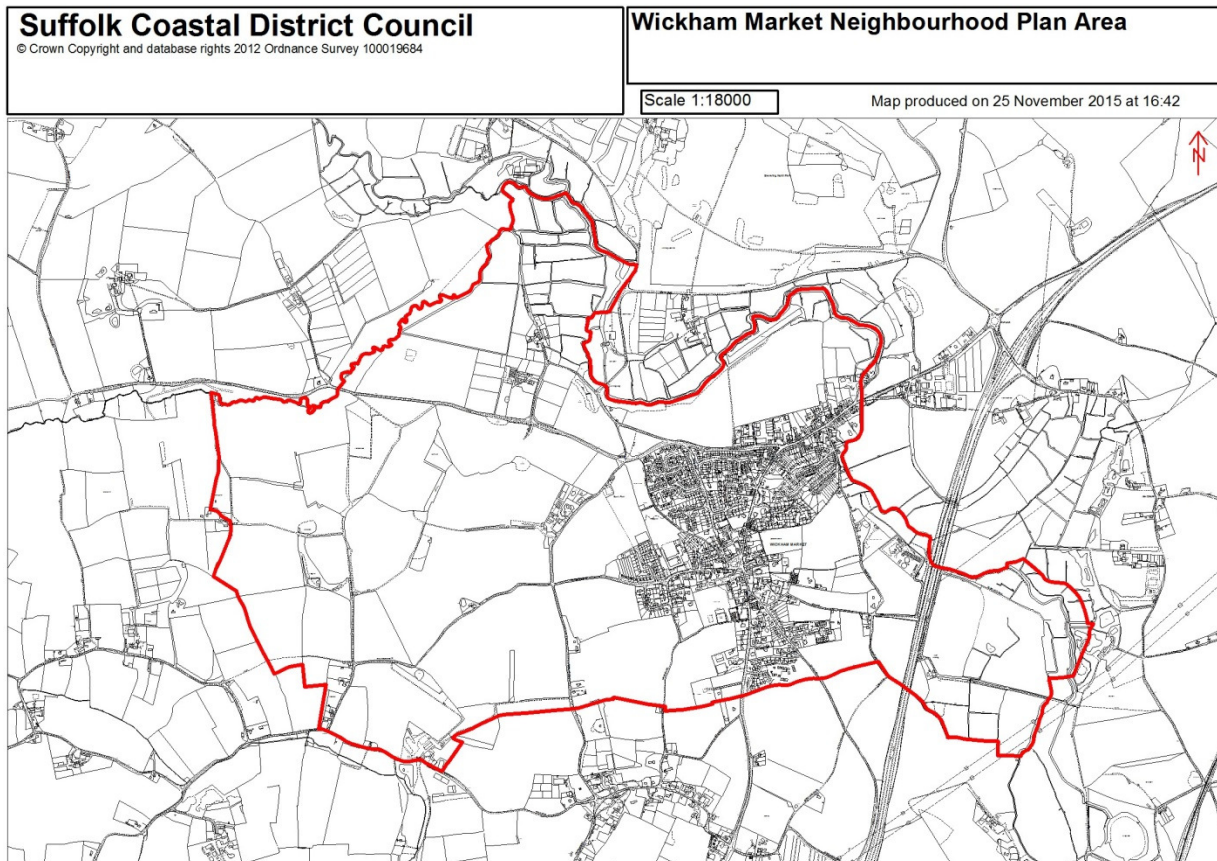 Suffolk Coastal District Council
© Crown Copyright and database rights 2012 Ordnance Survey 100019684
Wickham Market Neighbourhood Plan Area
Scale 1:18000
Map produced on 25 November 2015 at 16:42
N
WICKHAM MARKET